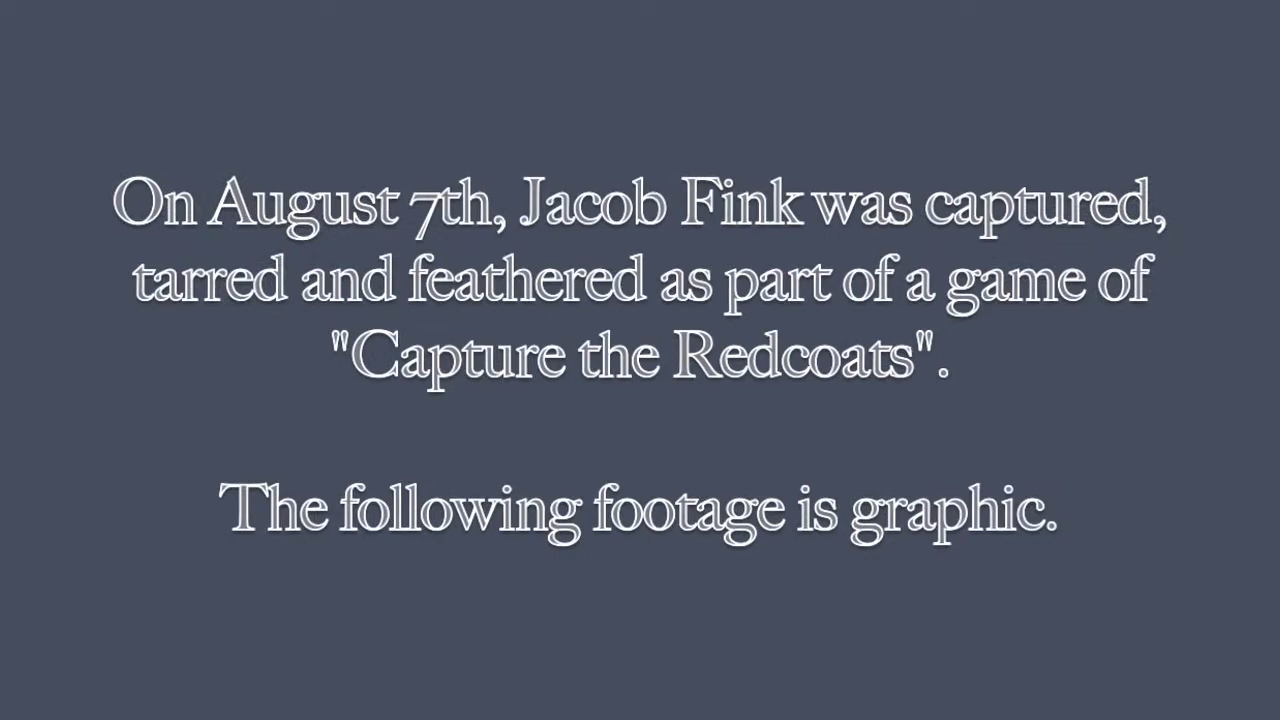 On August 7th, Jacob Fink was captured,
tarred and feathered as part of a game of
"Capture the Redcoats".
The following footage is graphic.